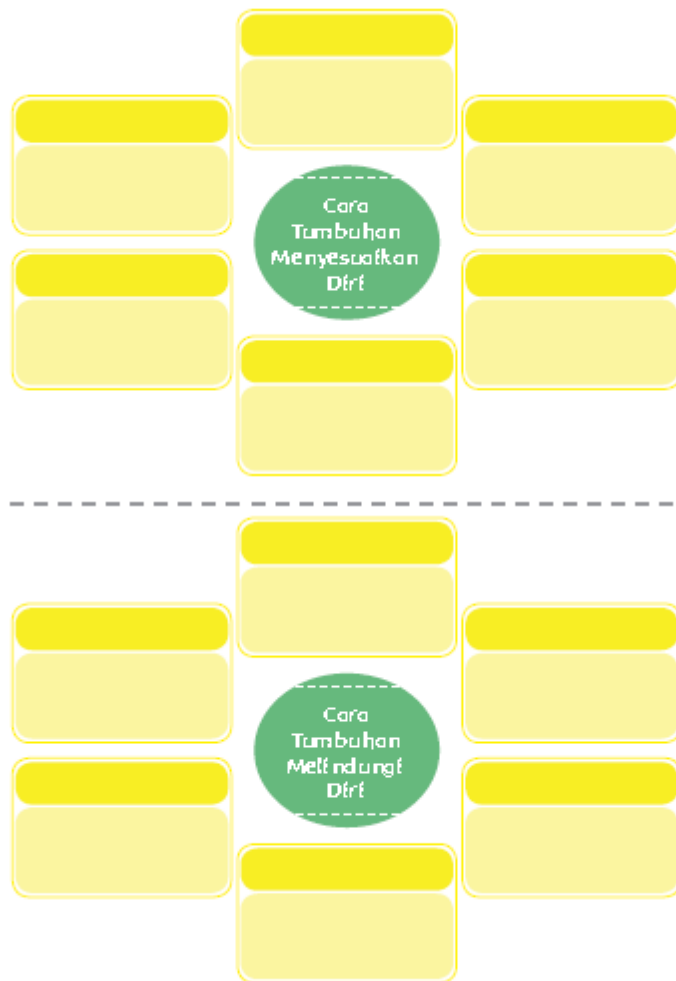 Cara
Tumbuhan
Menyesuaikan
Diri
Cara
Tumbuhan
Melindungi
Diri